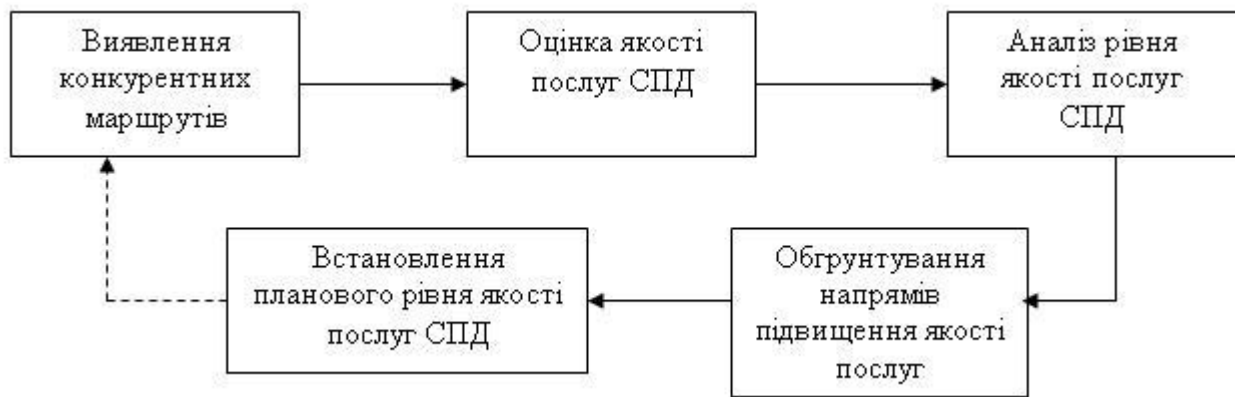 Виявлення
конкурентних
маршрутів
Оцінка якості
послуг СПД
Аналіз рівня
якості послуг
СПД
Обгрунтування
напрямів
підвищення якості
послуг
Встановлення
планового рівня якості
послуг СПД